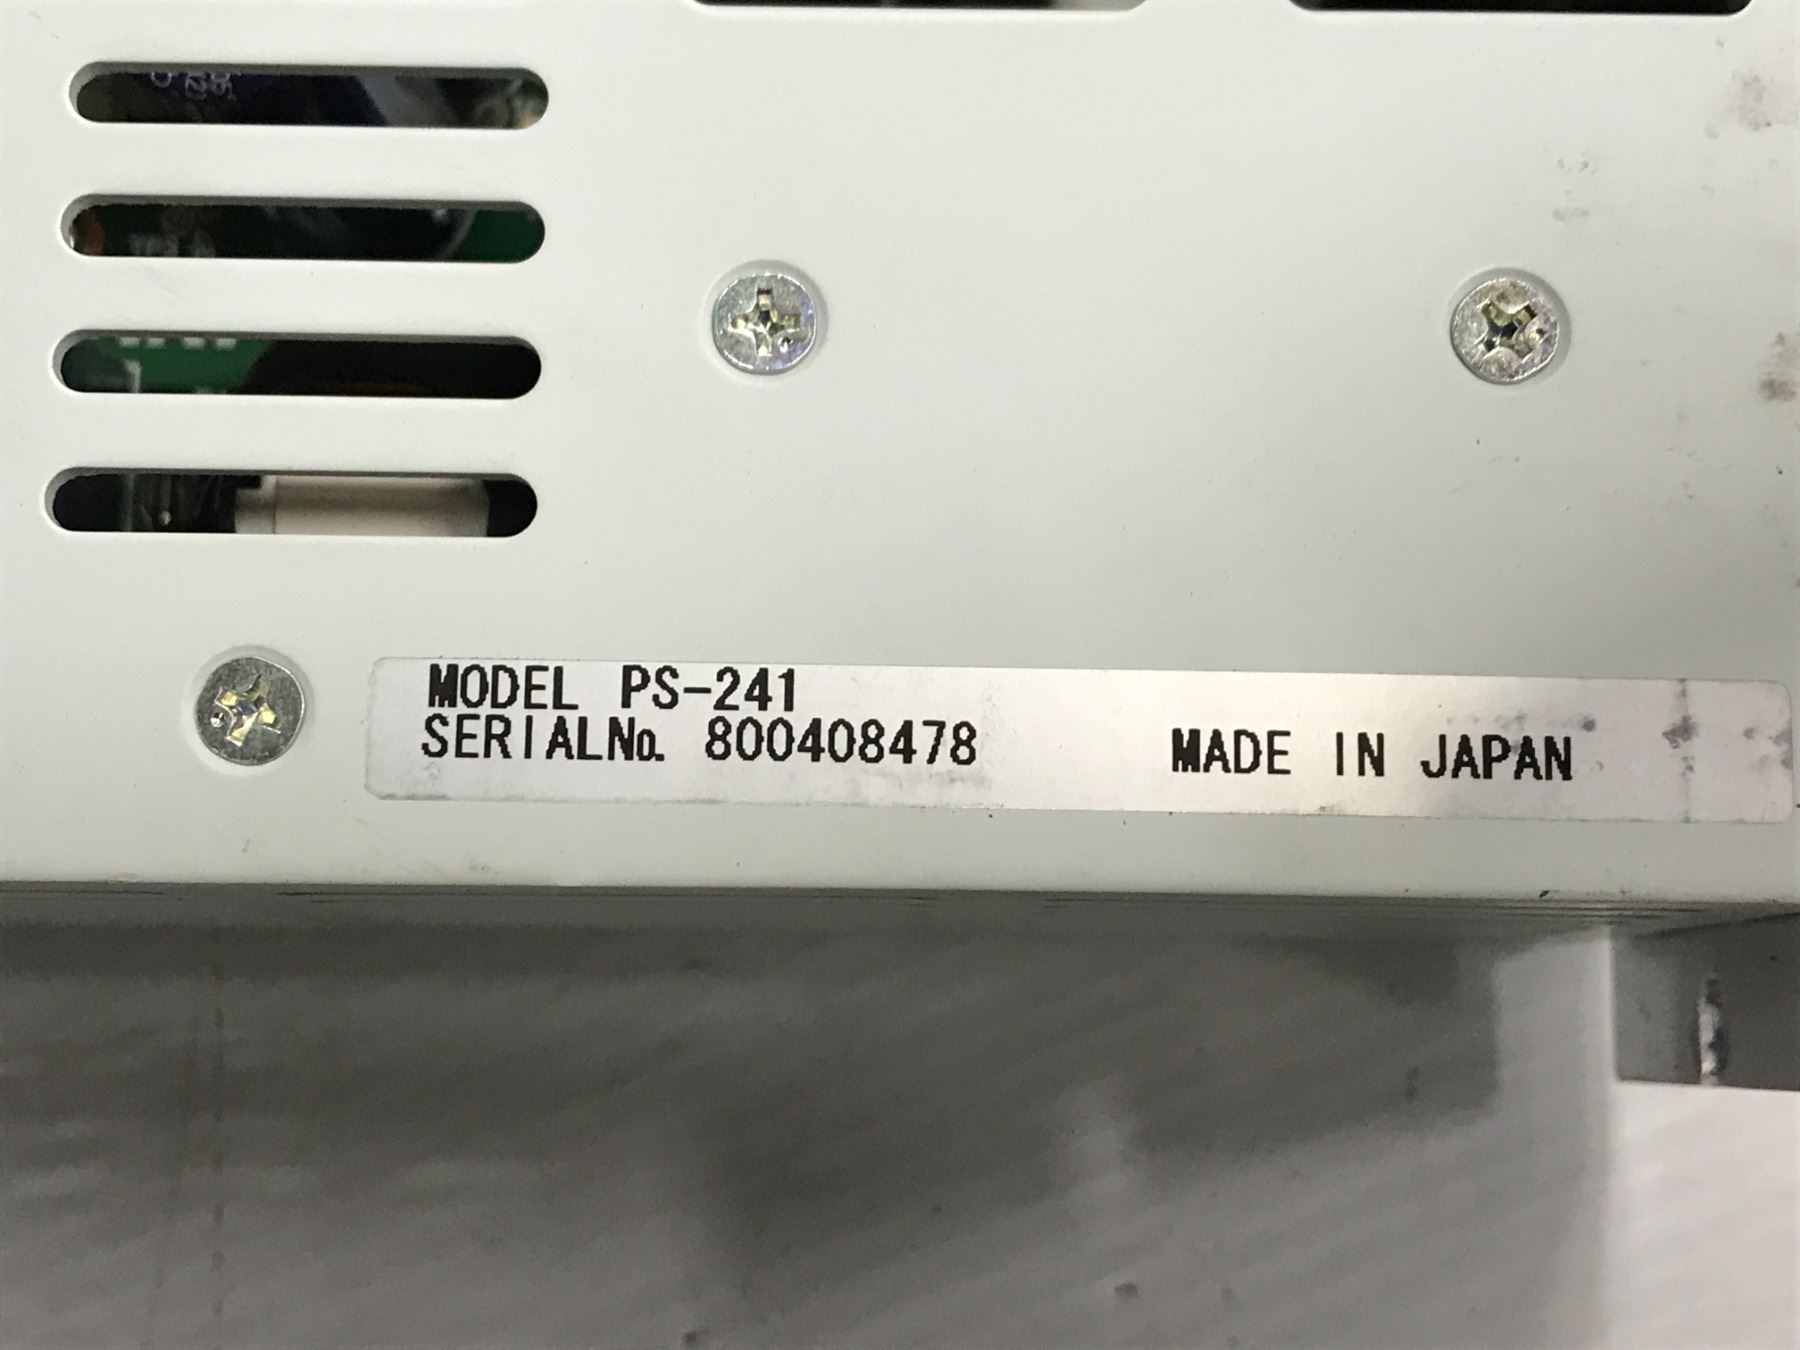 MODEL PS-241
SERIALNo. 800408478
MADE IN JAPAN